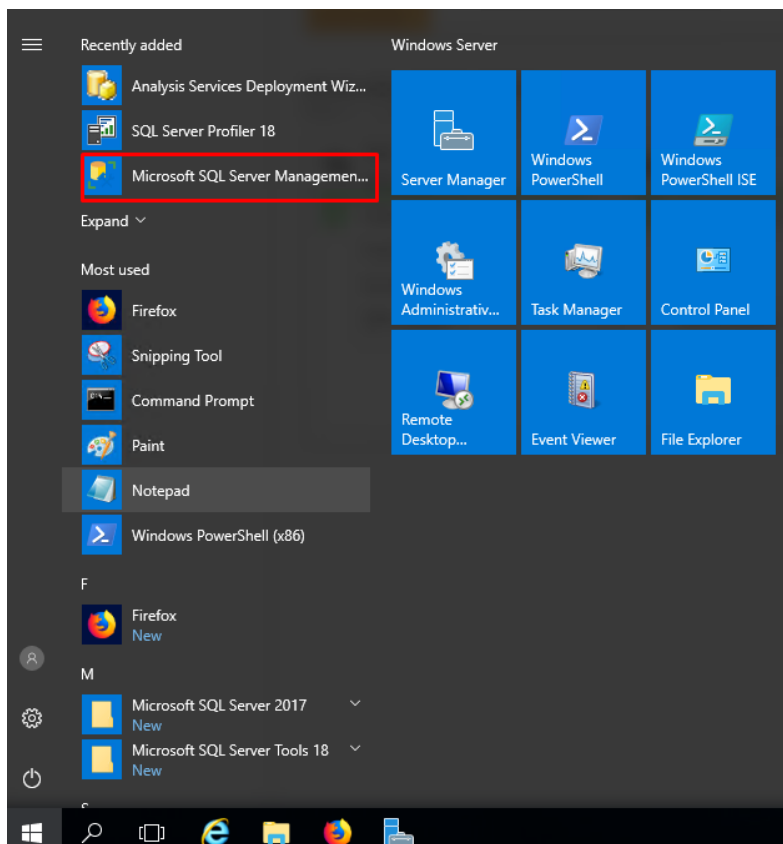 Recently added
Analysis Services Deployment Wiz...
SQL Server Profiler 18
Microsoft SQL Server Managemen...
Expand
Most used
Firefox
Snipping Tool
Command Prompt
Paint
Notepad
Windows PowerShell (x86)
F
Firefox
New
M
Microsoft SQL Server 2017
New
Microsoft SQL Server Tools 18
New
Windows Server
Server Manager
Windows
PowerShell
Windows
PowerShell ISE
Windows
Administrativ...
Task Manager
Control Panel
Remote
Desktop...
Event Viewer
File Explorer